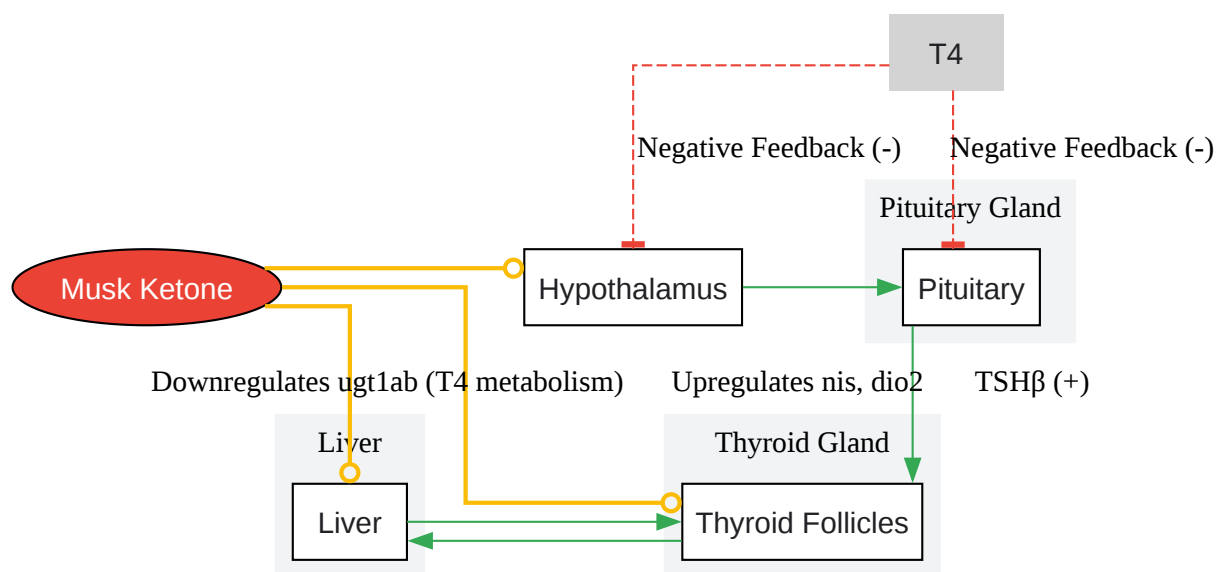 T4
Negative Feedback (-)
Negative Feedback (-)
Pituitary Gland
Musk Ketone
Hypothalamus
Pituitary
Downregulates ugt1ab (T4 metabolism)
Upregulates nis, dio2
TSHβ (+)
Liver
Thyroid Gland
Liver
Thyroid Follicles